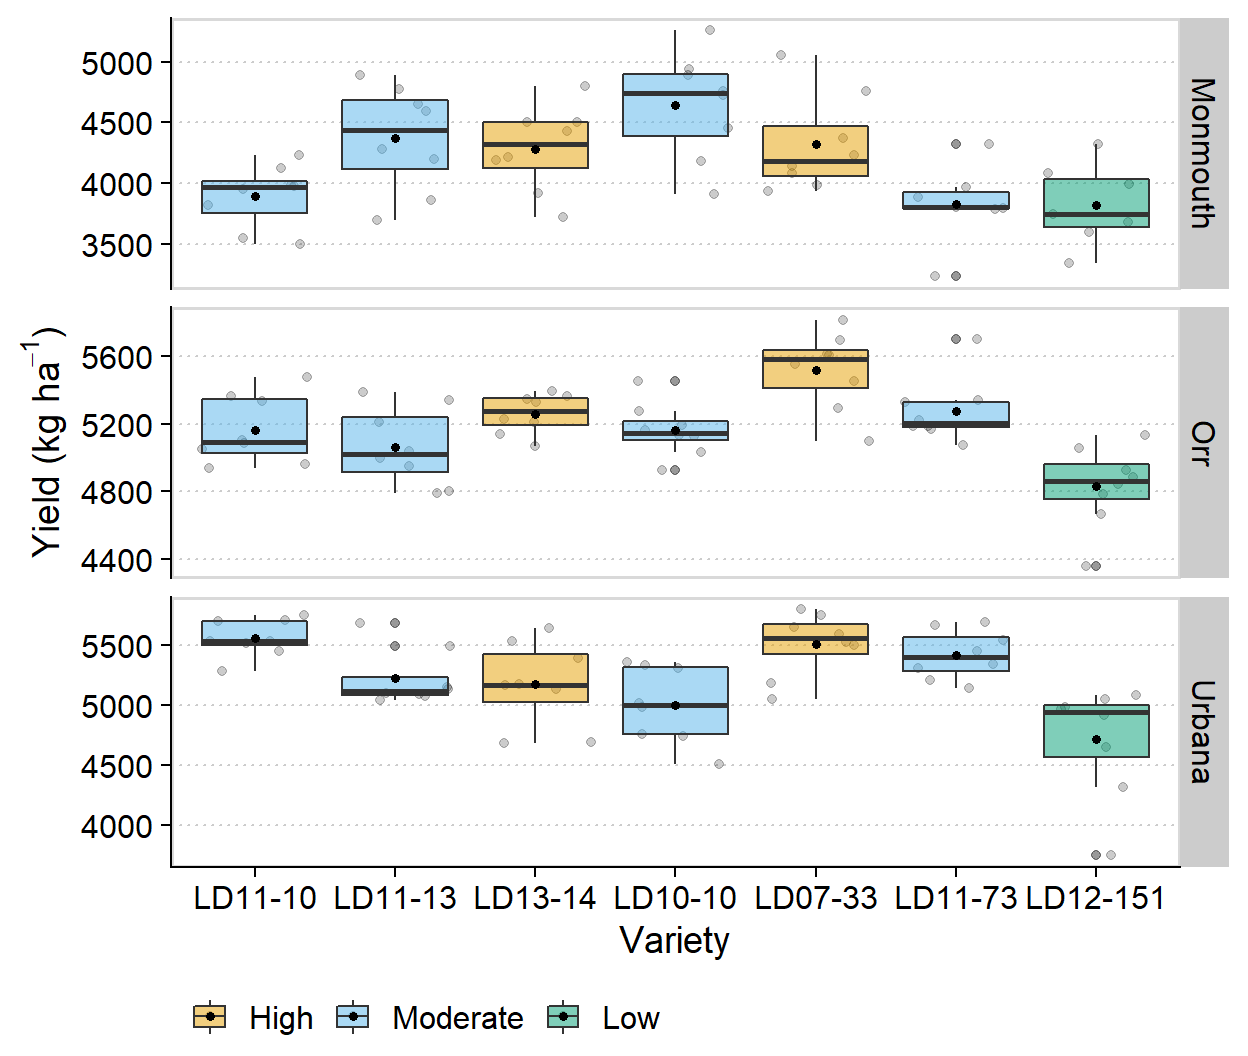 5000
4500
4000
3500
Monmouth
5600
5200
4800
4400
Orr
Yield (kg ha⁻¹)
5500
5000
4500
4000
Urbana
LD11-10 LD11-13 LD13-14 LD10-10 LD07-33 LD11-73 LD12-151
Variety
High Moderate Low